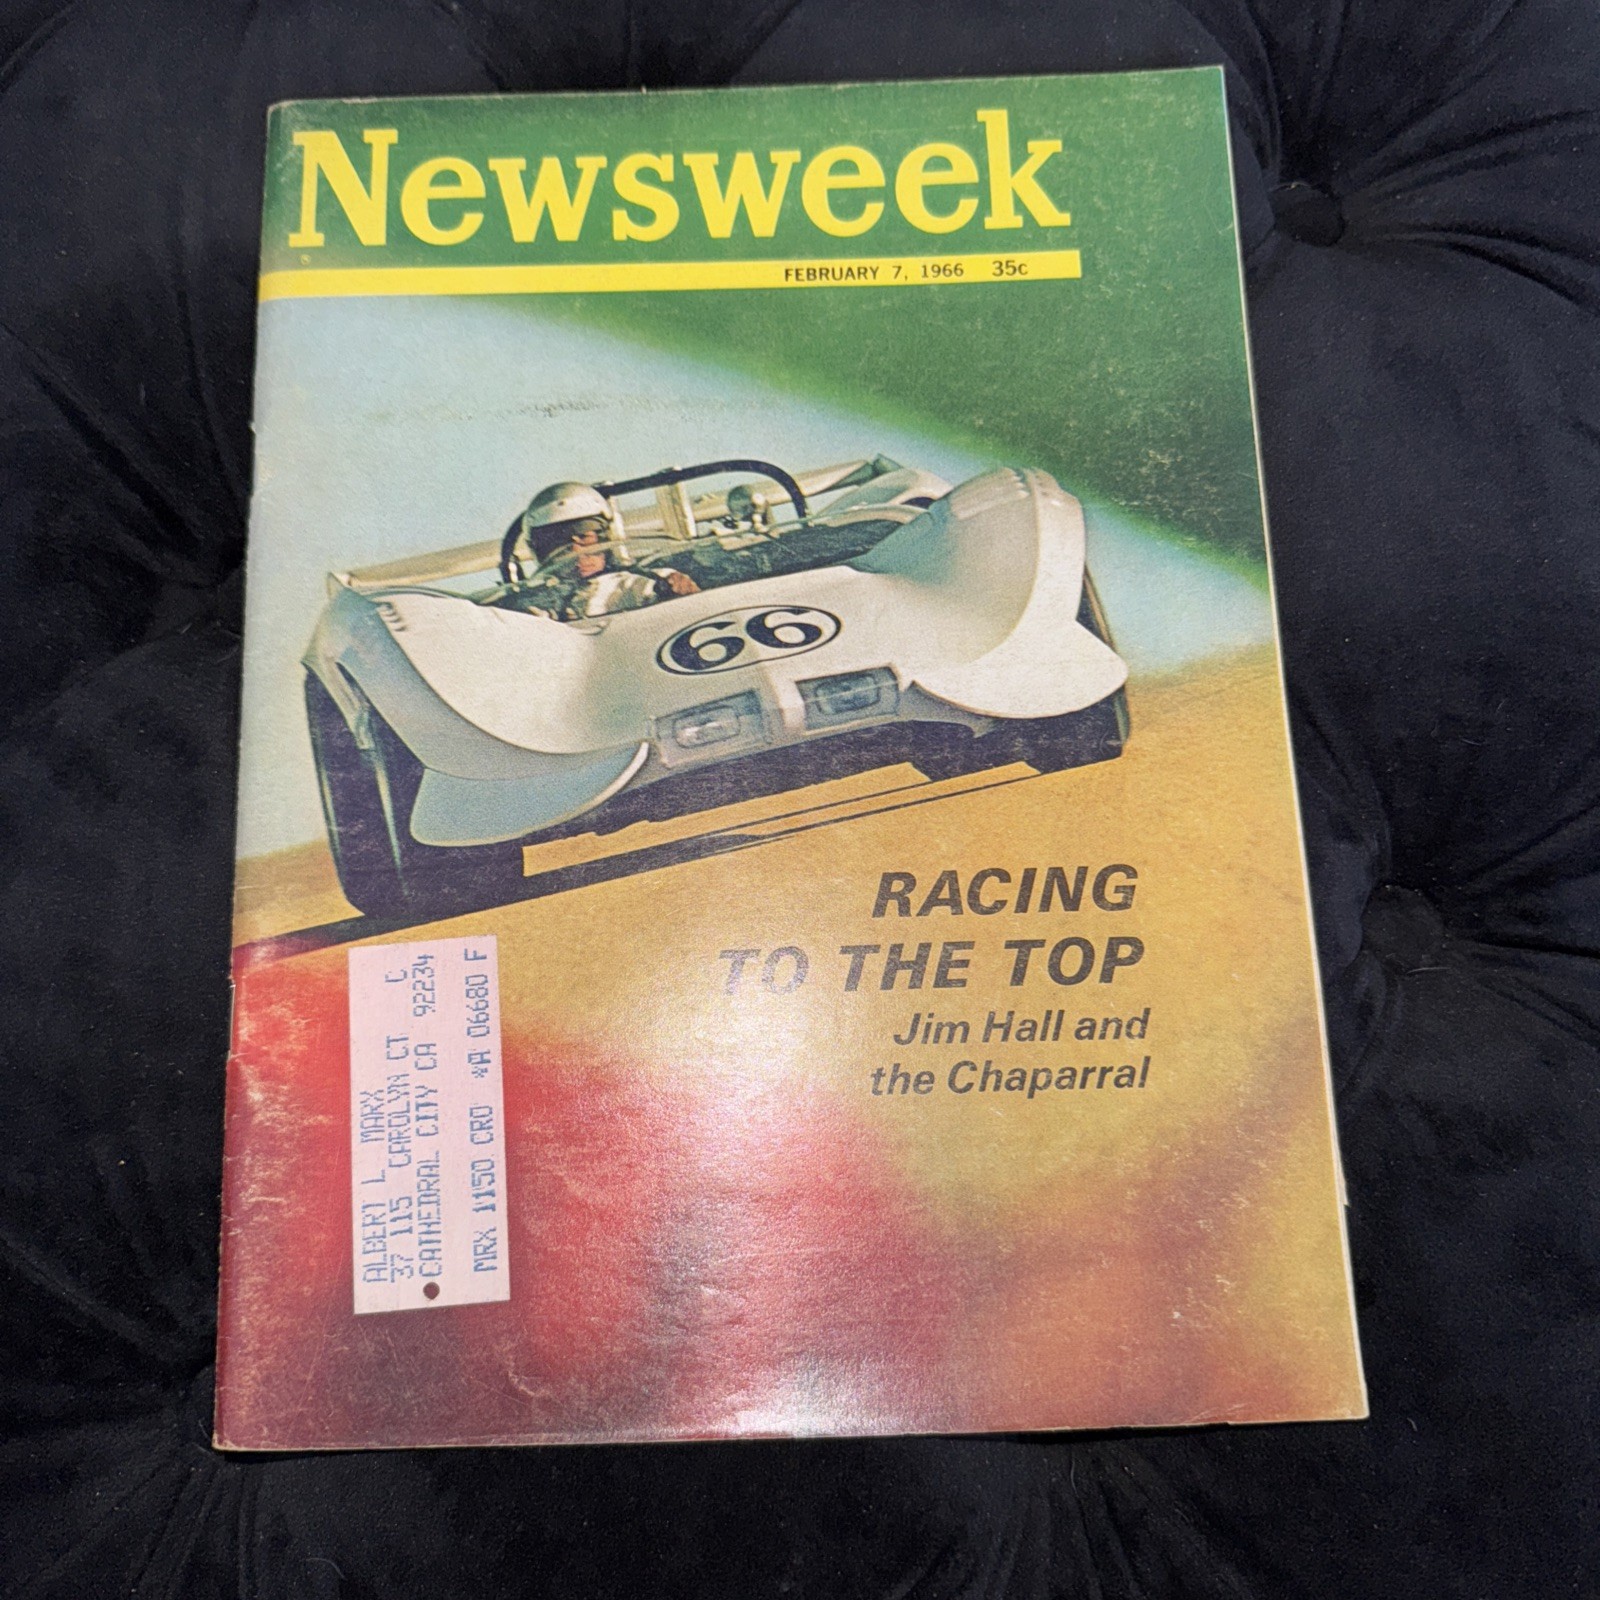 Newsweek
®
FEBRUARY 7, 1966 35c
66
RACING
TO THE TOP
Jim Hall and
the Chaparral
ALBERT L MARX C
37 115 CAROLYN CT
CATHEDRAL CITY CA 92234
MRX 1150 CRO *A 06680 F